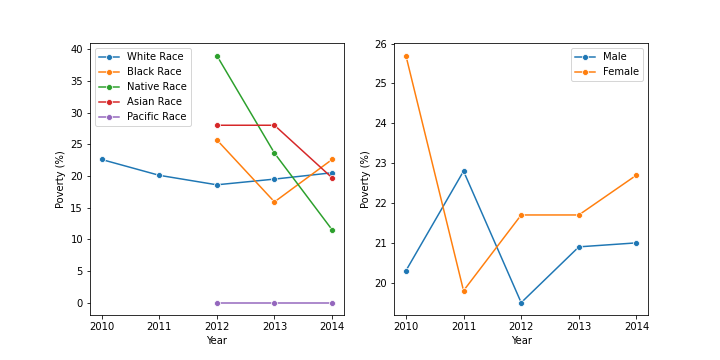 White Race
Black Race
Native Race
Asian Race
Pacific Race
40
35
30
25
20
15
10
5
0
Poverty (%)
2010 2011 2012 2013 2014
Year
Male
Female
26
25
24
23
22
21
20
Poverty (%)
2010 2011 2012 2013 2014
Year